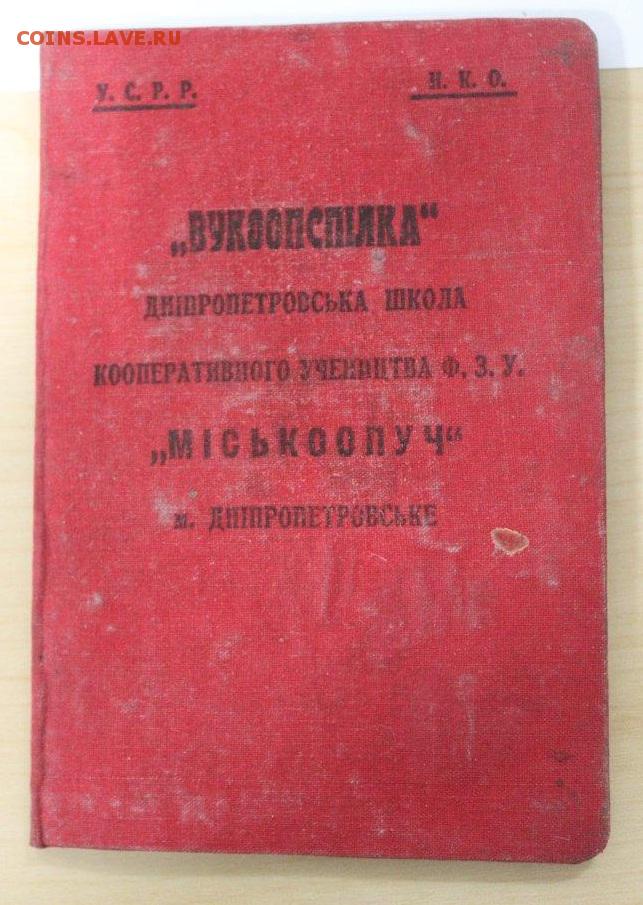 COINS.LAVE.RU
У. С. Р. Р. Н. К. О.
„ВУКООПСПІЛКА“
ДНІПРОПЕТРОВСЬКА ШКОЛА
КООПЕРАТИВНОГО УЧЕНИЦТВА Ф. З. У.
„МІСЬКООПУЧ“
м. ДНІПРОПЕТРОВСЬКЕ